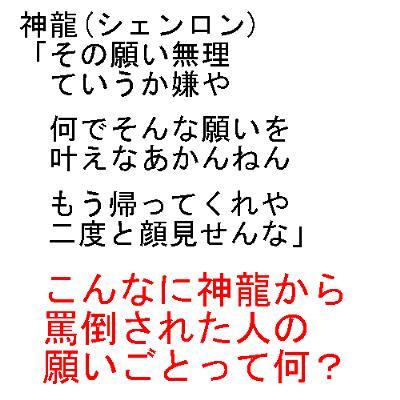 神龍(シェンロン)
「その願い無理
ていうか嫌や
何でそんな願いを
叶えなあかんねん
もう帰ってくれや
二度と顔見せんな」
こんなに神龍から
罵倒された人の
願いごとって何？